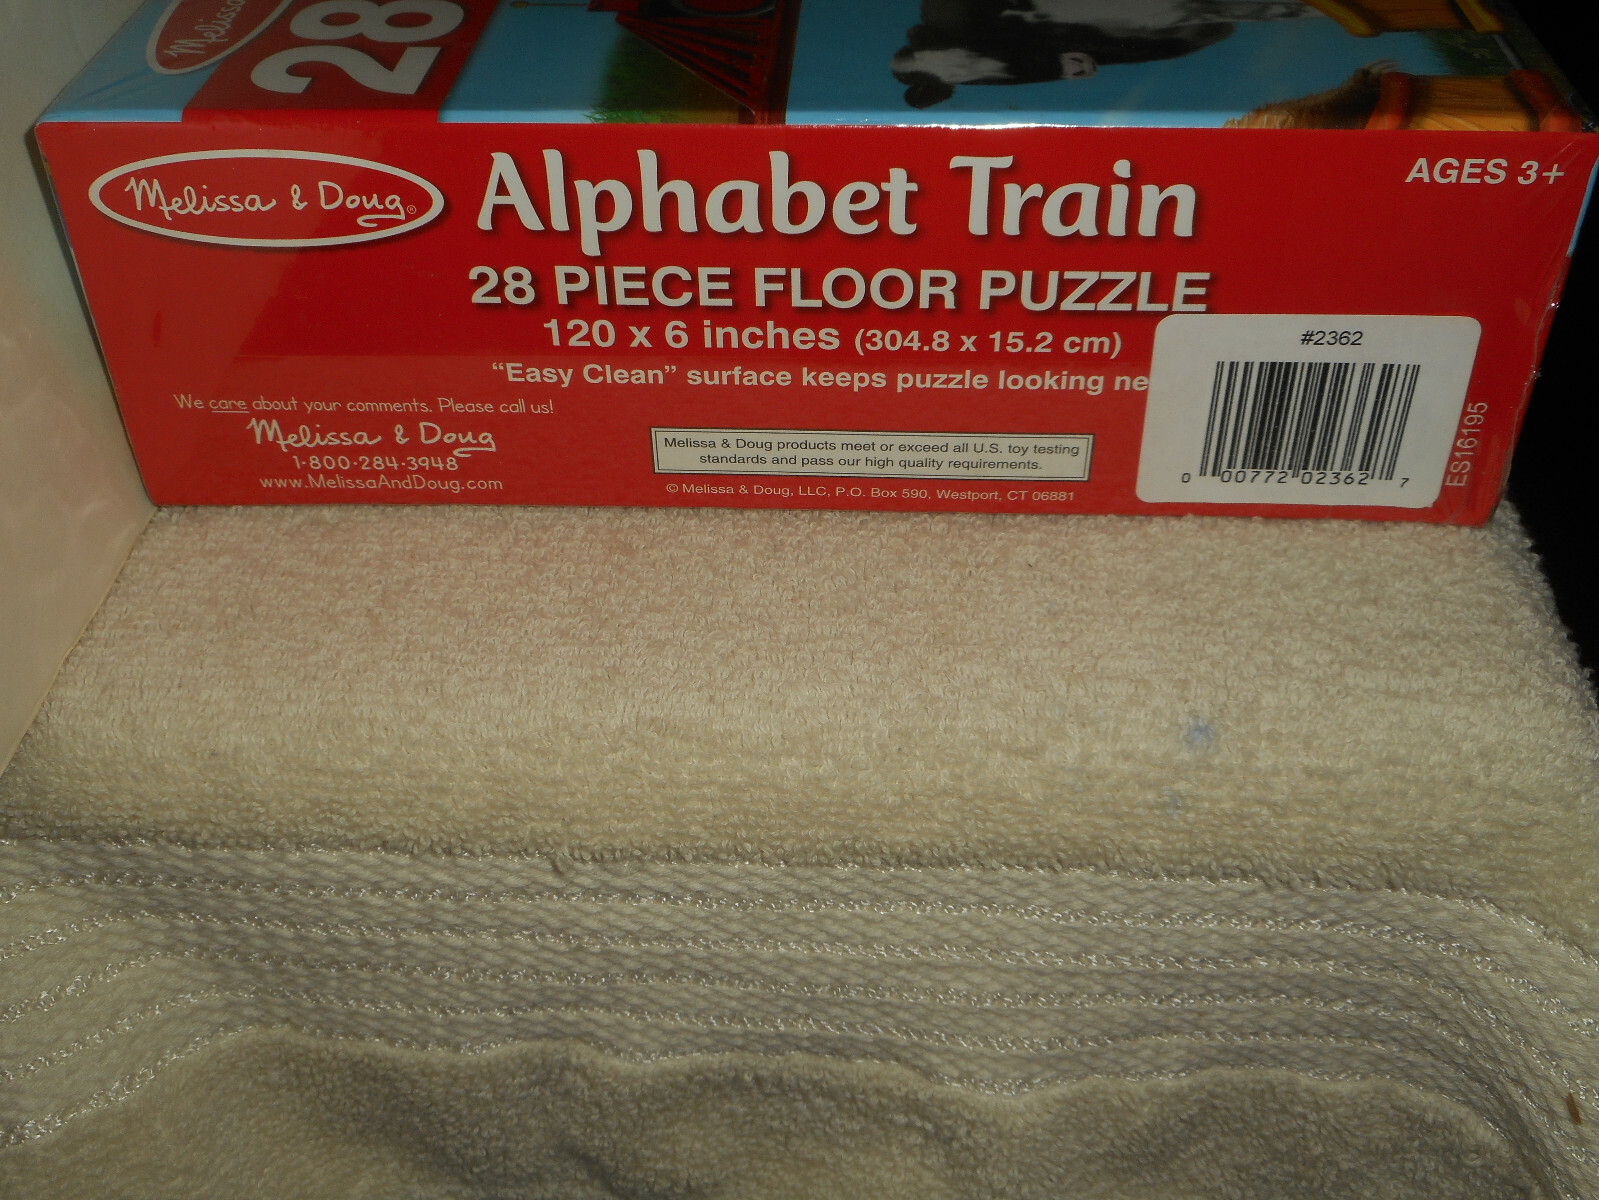 Melissa
28
Melissa & Doug®
Alphabet Train
AGES 3+
28 PIECE FLOOR PUZZLE
120 x 6 inches (304.8 x 15.2 cm)
"Easy Clean" surface keeps puzzle looking ne
#2362
We care about your comments. Please call us!
Melissa & Doug
1-800-284-3948
www.MelissaAndDoug.com
Melissa & Doug products meet or exceed all U.S. toy testing
standards and pass our high quality requirements.
© Melissa & Doug, LLC, P.O. Box 590, Westport, CT 06881
0 00772 02362 7
ES16195